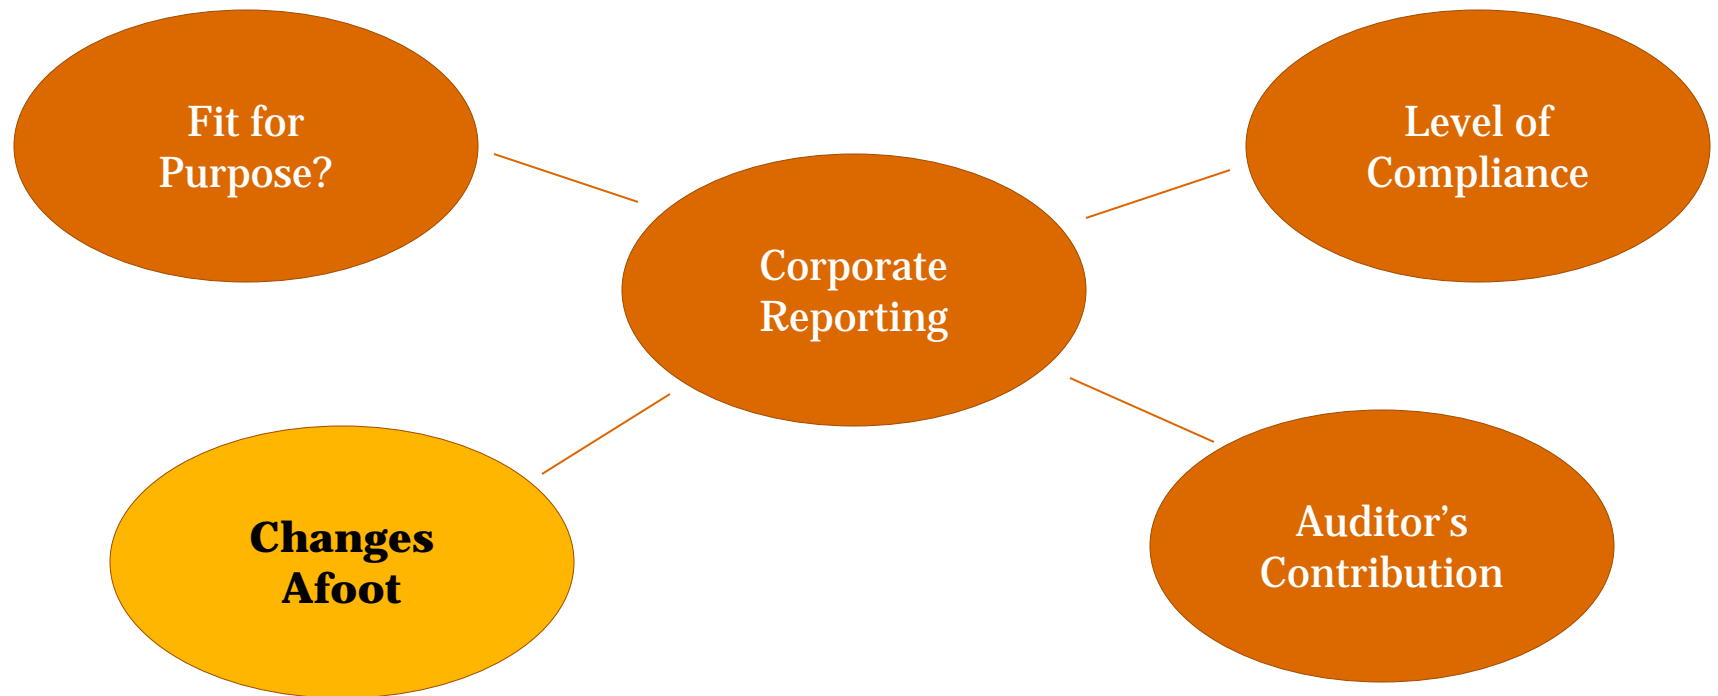 Fit for
Purpose?
Level of
Compliance
Corporate
Reporting
Changes
Afoot
Auditor’s
Contribution